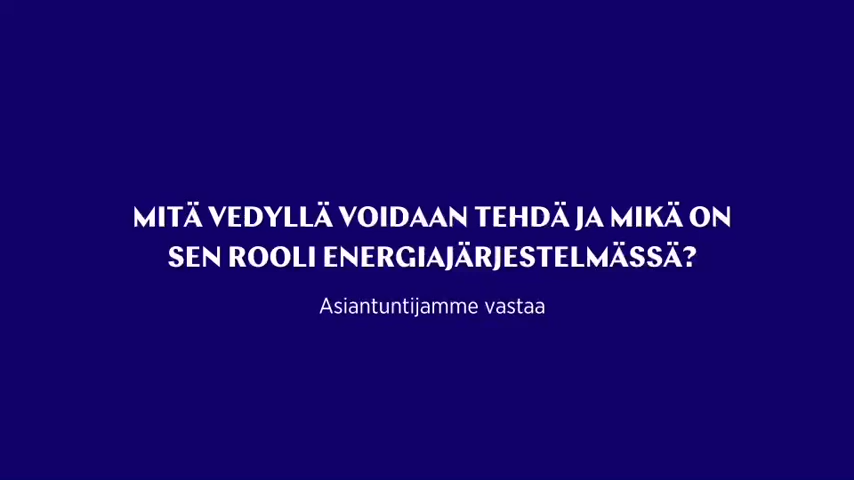 MITÄ VEDYLLÄ VOIDAAN TEHDÄ JA MIKÄ ON
SEN ROOLI ENERGIAJÄRJESTELMÄSSÄ?
Asiantuntijamme vastaa